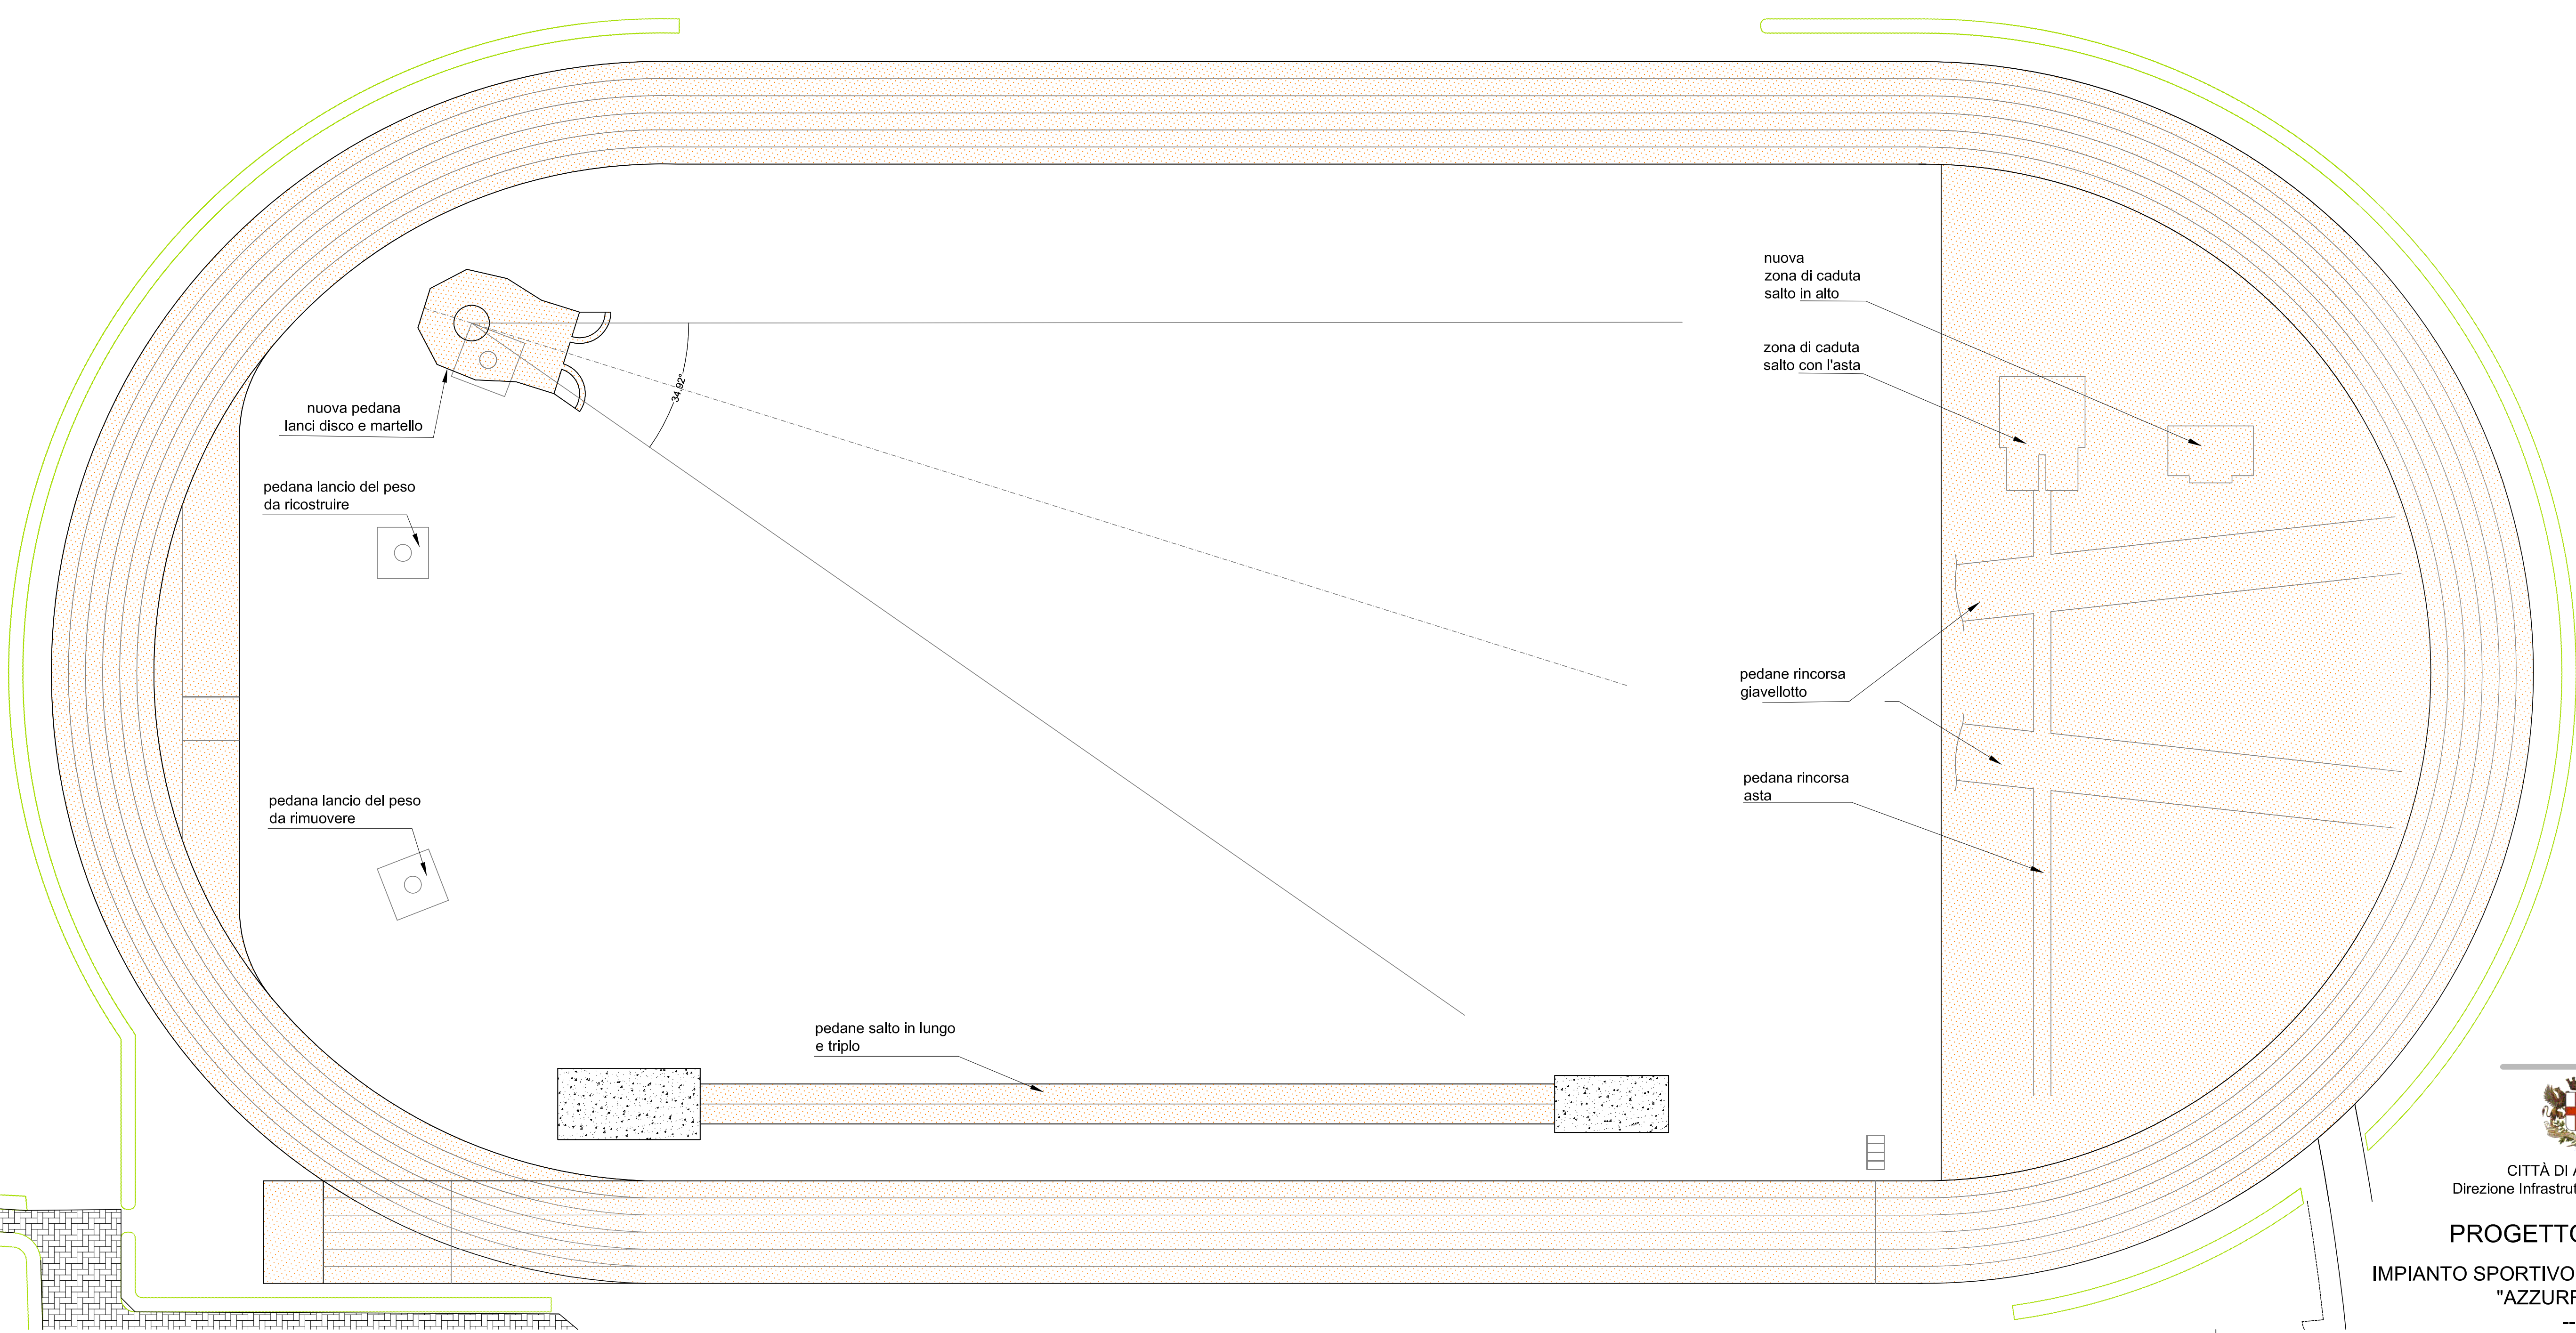 nuova
zona di caduta
salto in alto
zona di caduta
salto con l'asta
34.92°
nuova pedana
lanci disco e martello
pedana lancio del peso
da ricostruire
pedane rincorsa
giavellotto
pedana rincorsa
asta
pedana lancio del peso
da rimuovere
pedane salto in lungo
e triplo
CITTÀ DI
Direzione
PROGETTO
IMPIANTO SPORTIVO